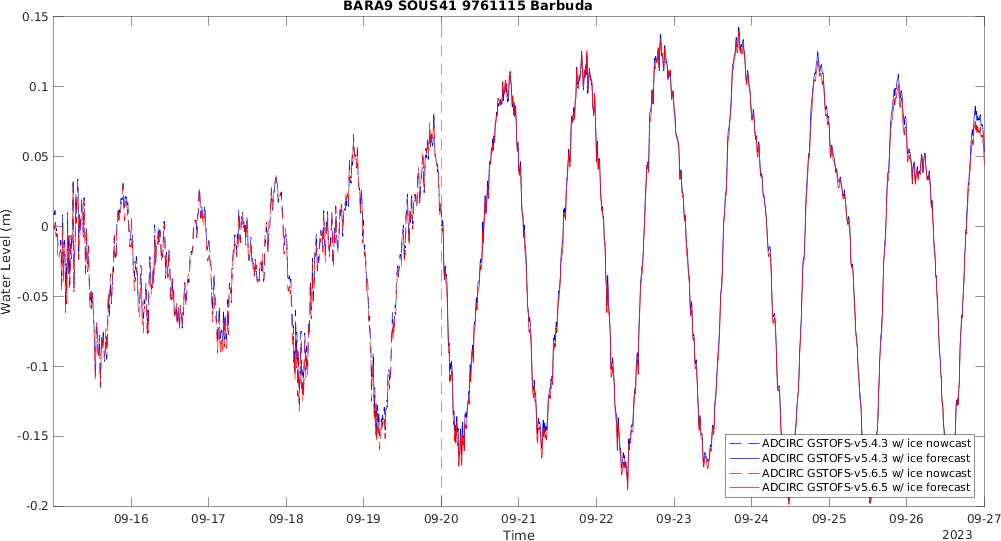 BARA9 SOUS41 9761115 Barbuda
0.15
0.1
0.05
0
-0.05
-0.1
-0.15
-0.2
Water Level (m)
ADCIRC GSTOFS-v5.4.3 w/ ice nowcast
ADCIRC GSTOFS-v5.4.3 w/ ice forecast
ADCIRC GSTOFS-v5.6.5 w/ ice nowcast
ADCIRC GSTOFS-v5.6.5 w/ ice forecast
09-16 09-17 09-18 09-19 09-20 09-21 09-22 09-23 09-24 09-25 09-26 09-27
Time
2023